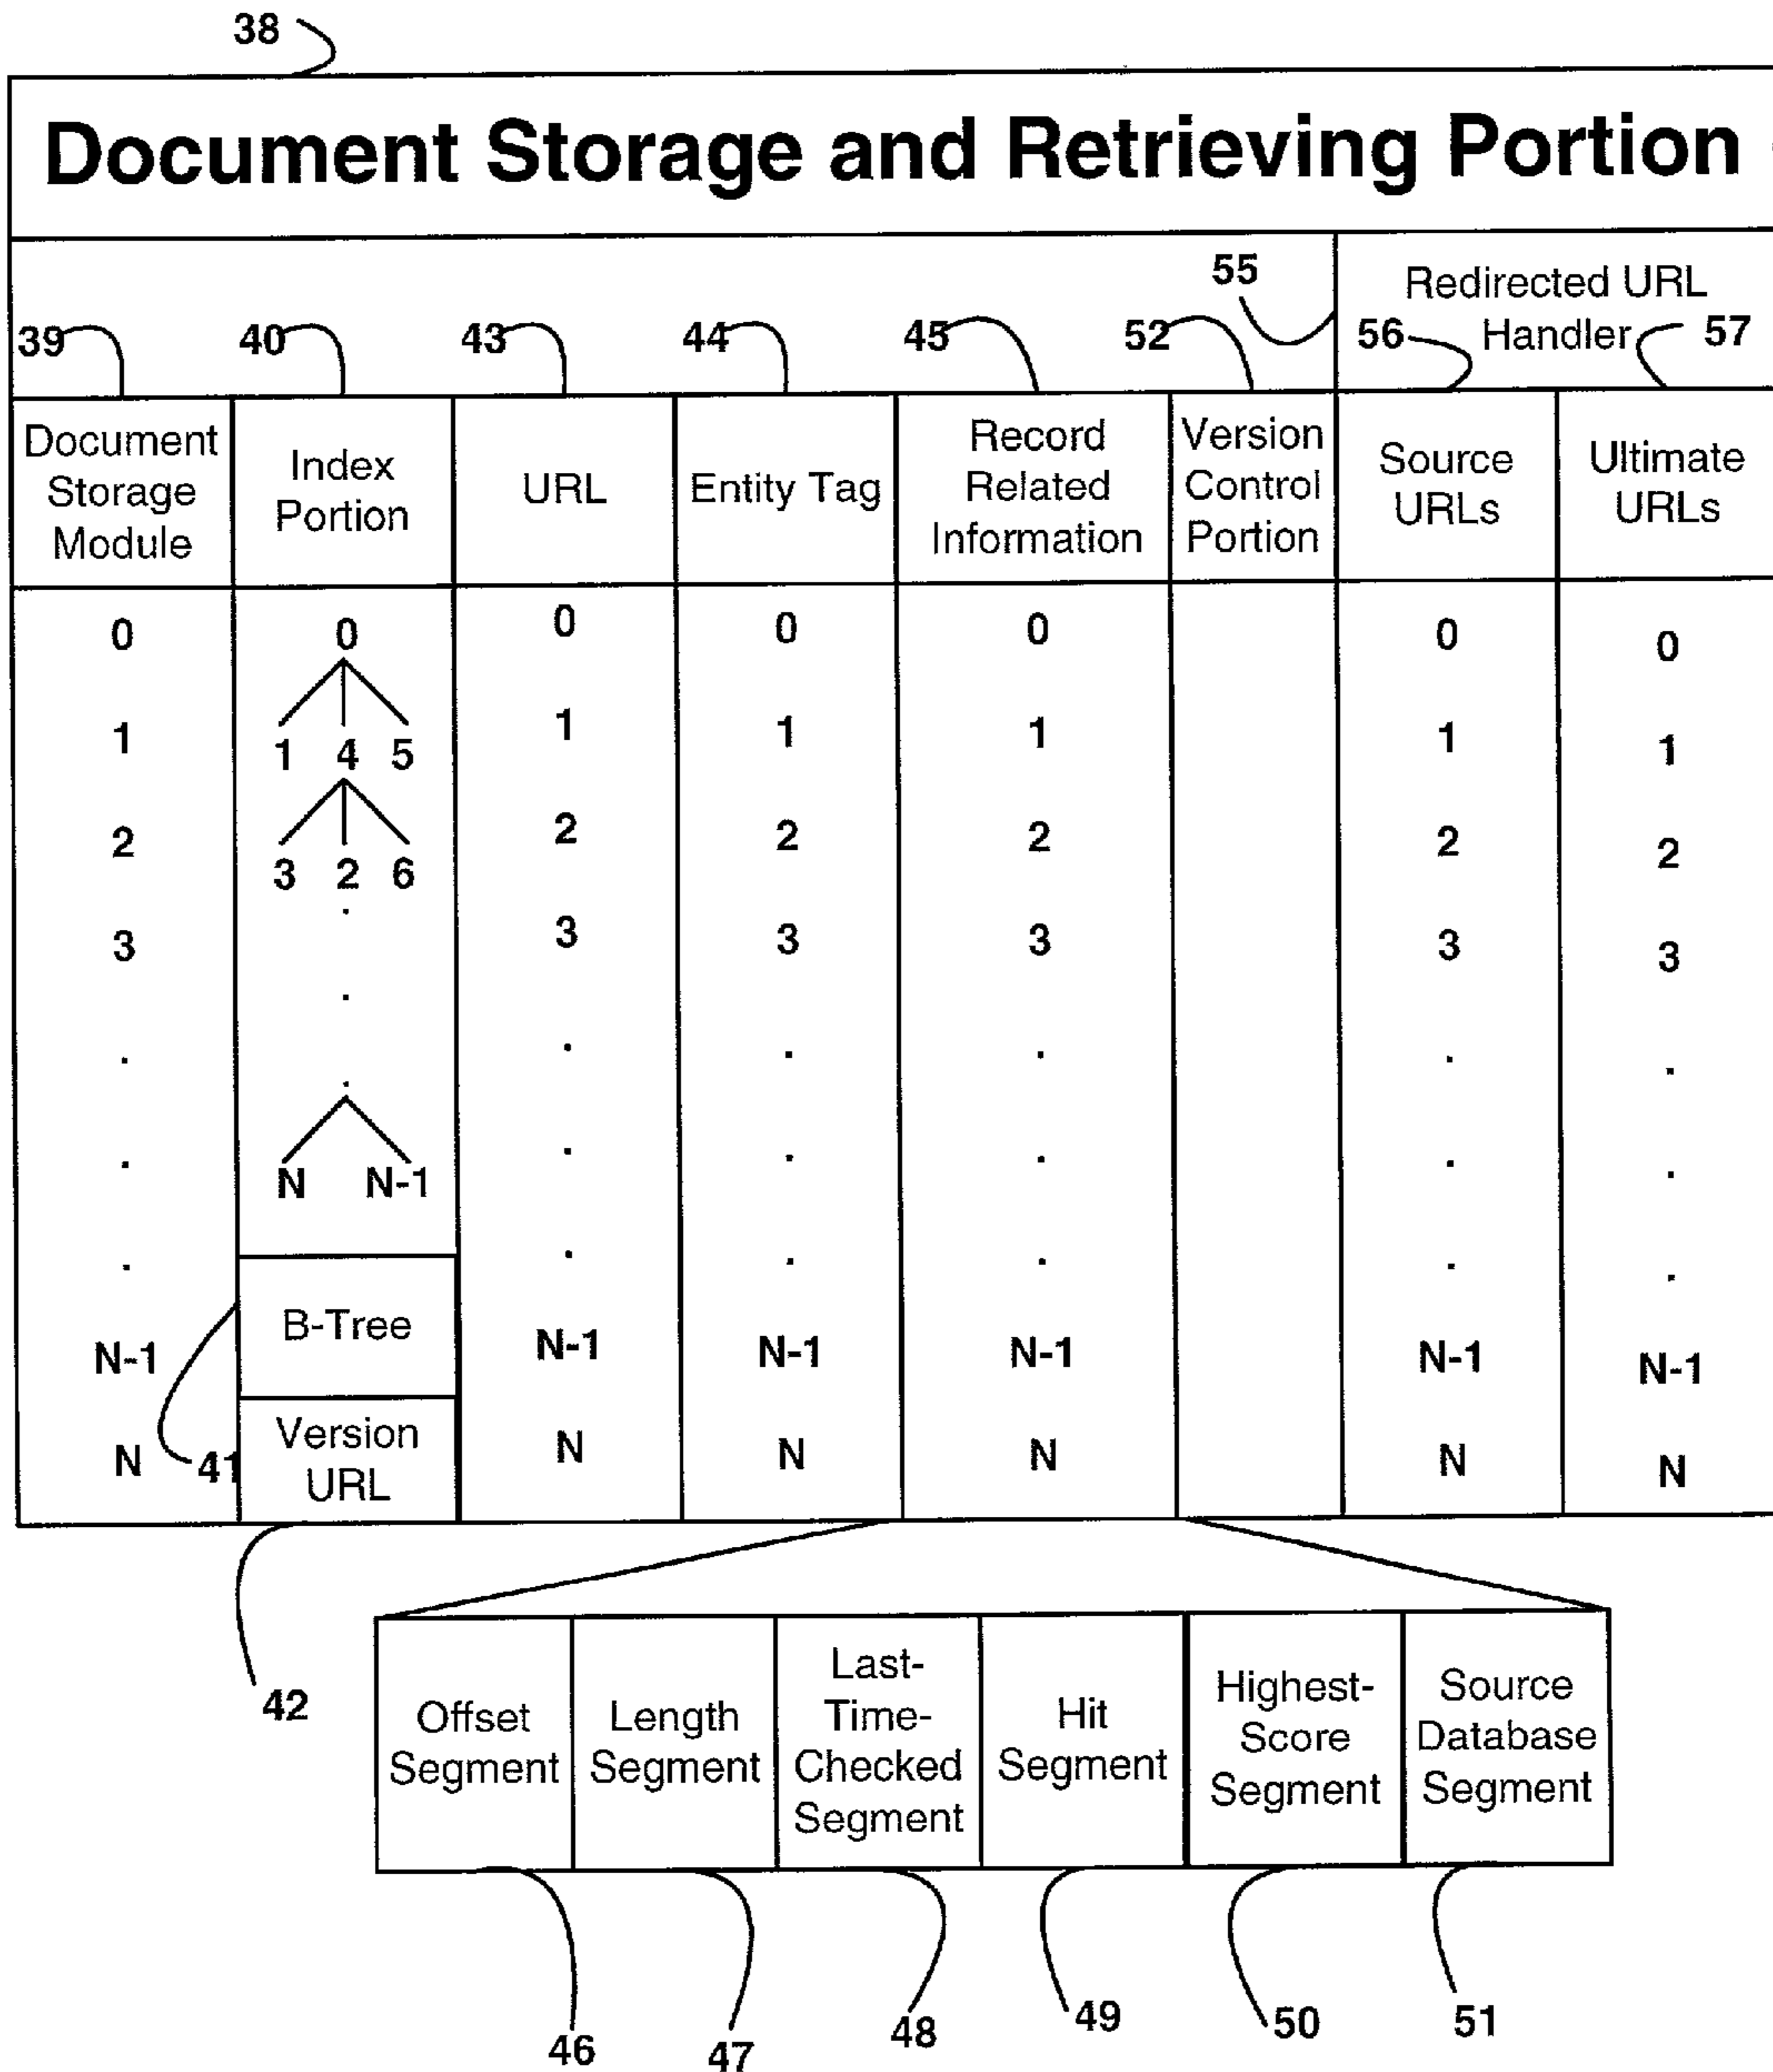 38
Document Storage and Retrieving Portion
55
Redirected URL
Handler
39
40
43
44
45
52
56
57
Document
Storage
Module
Index
Portion
URL
Entity Tag
Record
Related
Information
Version
Control
Portion
Source
URLs
Ultimate
URLs
0 0 0 0 0 0 0
1 1 4 5 1 1 1 1 1
2 3 2 6 2 2 2 2 2
3 3 3 3 3 3
N N-1
B-Tree
N-1 N-1 N-1 N-1 N-1 N-1
Version
URL
N 41 N N N N N
42
Offset
Segment
Length
Segment
Last-
Time-
Checked
Segment
Hit
Segment
Highest-
Score
Segment
Source
Database
Segment
46
47
48
49
50
51